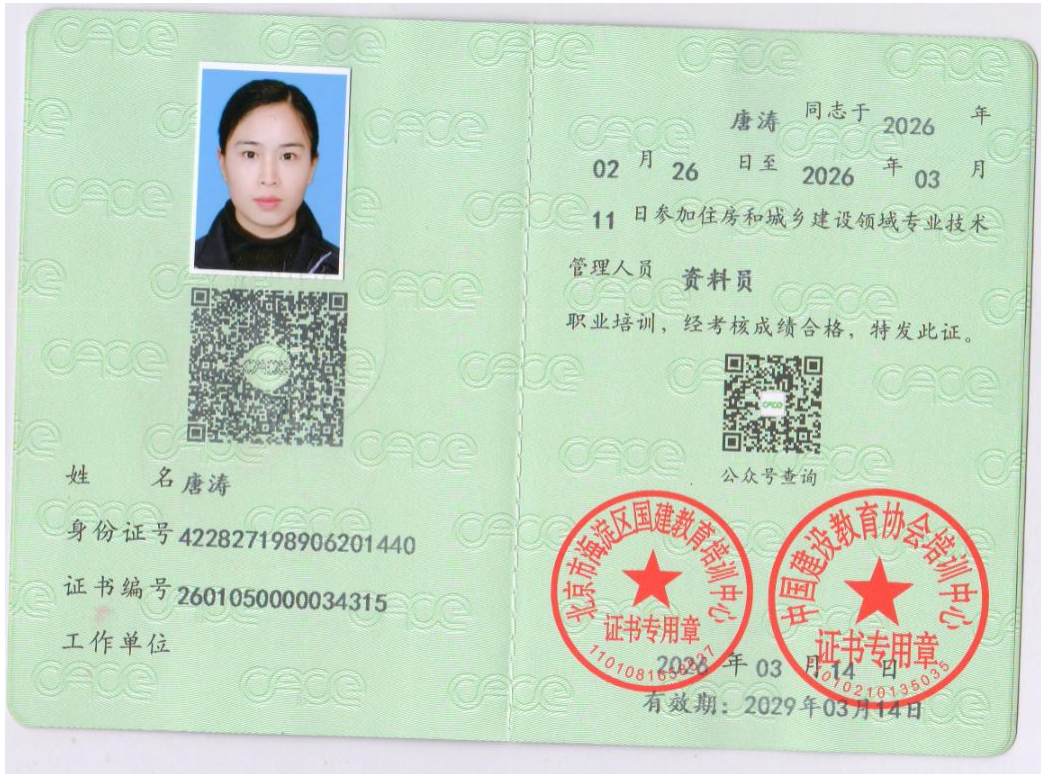 姓 名 唐涛
身份证号 422827198906201440
证书编号 2601050000034315
工作单位
唐涛 同志于 2026 年
02 月 26 日至 2026 年 03 月
11 日参加住房和城乡建设领域专业技术
管理人员 资料员
职业培训，经考核成绩合格，特发此证。
公众号查询
北京市海淀区国建教育培训中心
证书专用章
中国建设教育协会培训中心
证书专用章
2026 年 03 月 14 日
有效期：2029年03月14日
CACE